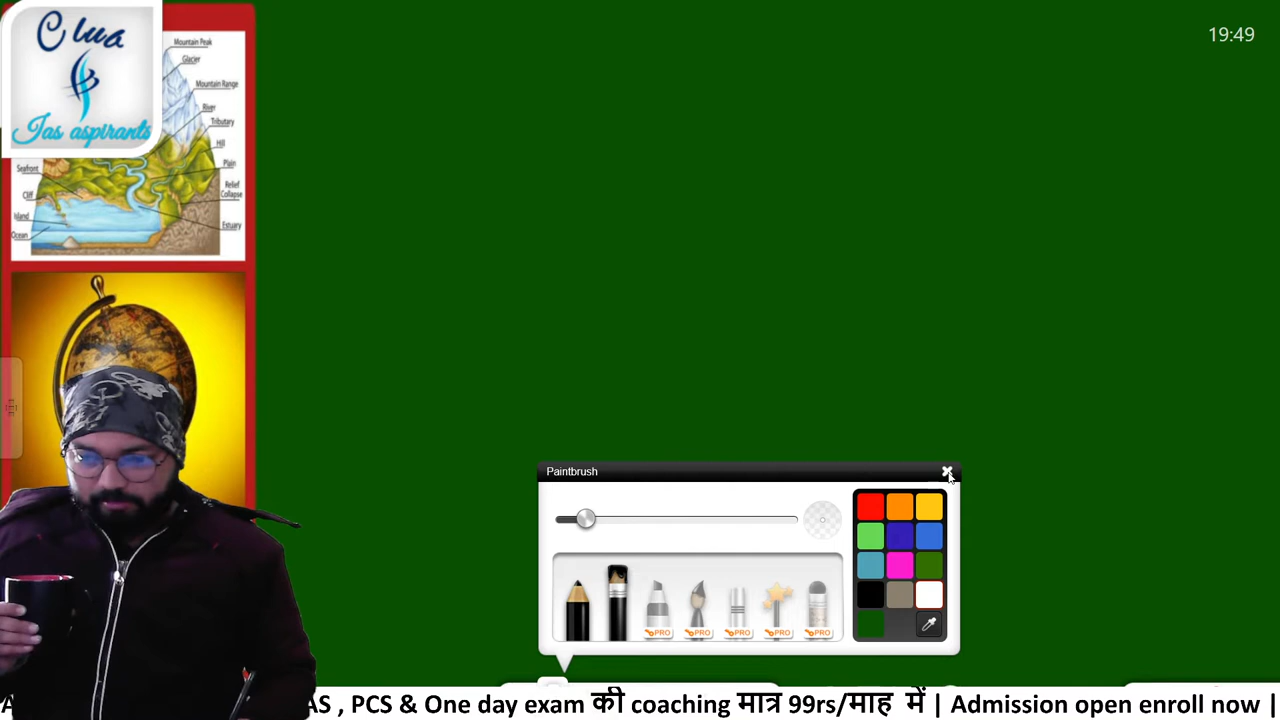 Clua
Ias aspirants
Mountain Peak
Glacier
Mountain Range
River
Tributary
Hill
Plain
Relief
Collapse
Estuary
Seafont
Cliff
Island
Ocean
19:49
Paintbrush
PRO
PRO
PRO
PRO
PRO
AS , PCS & One day exam की coaching मात्र 99rs/माह में | Admission open enroll now |